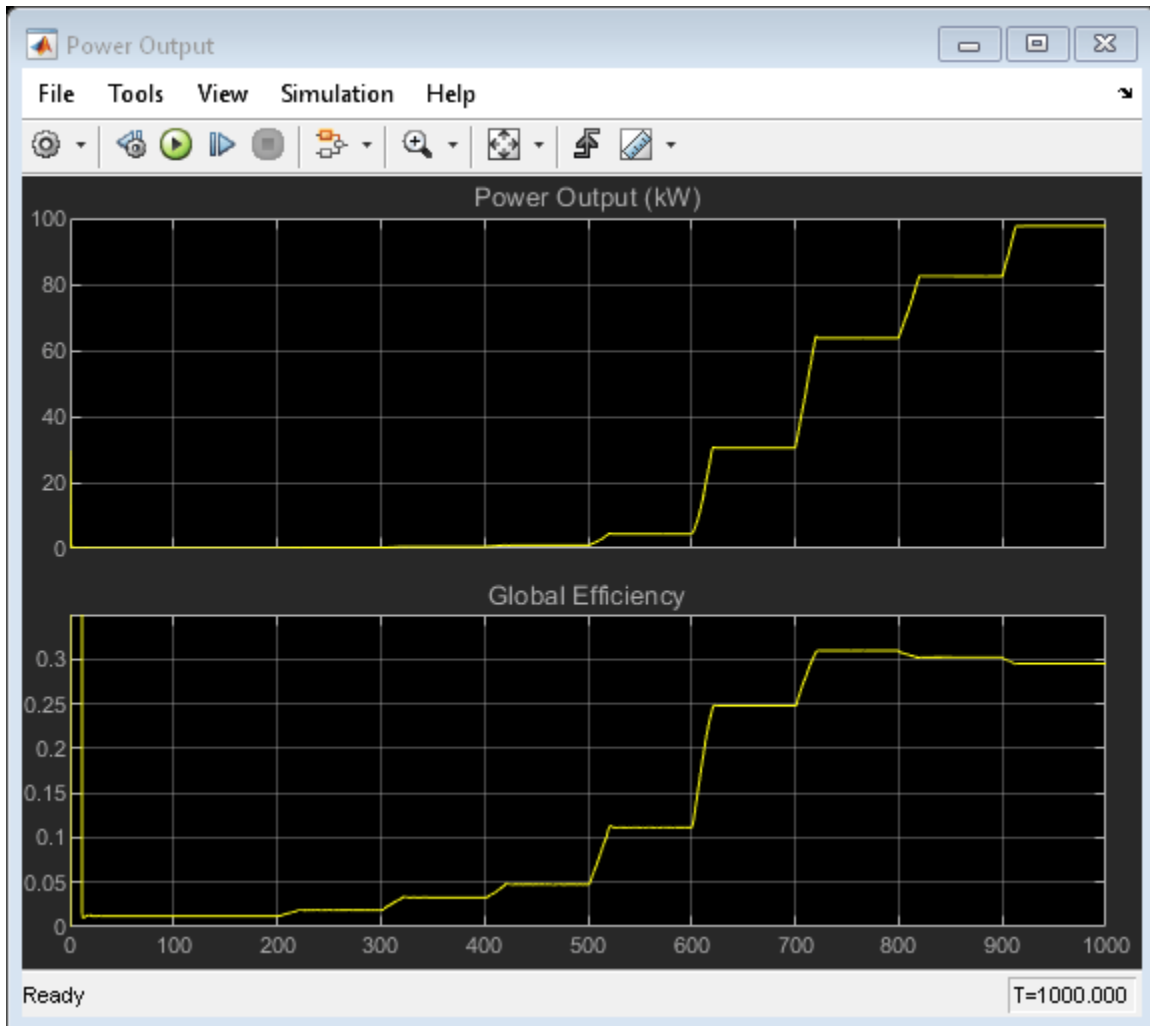 Power Output
File Tools View Simulation Help
Power Output (kW)
100
80
60
40
20
0
Global Efficiency
0.3
0.25
0.2
0.15
0.1
0.05
0
0 100 200 300 400 500 600 700 800 900 1000
Ready T=1000.000